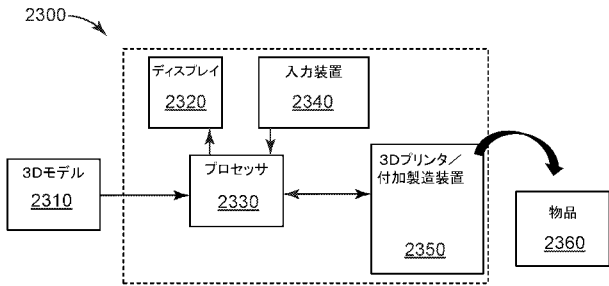 2300
ディスプレイ
2320
入力装置
2340
3Dモデル
2310
プロセッサ
2330
3Dプリンタ/
付加製造装置
2350
物品
2360